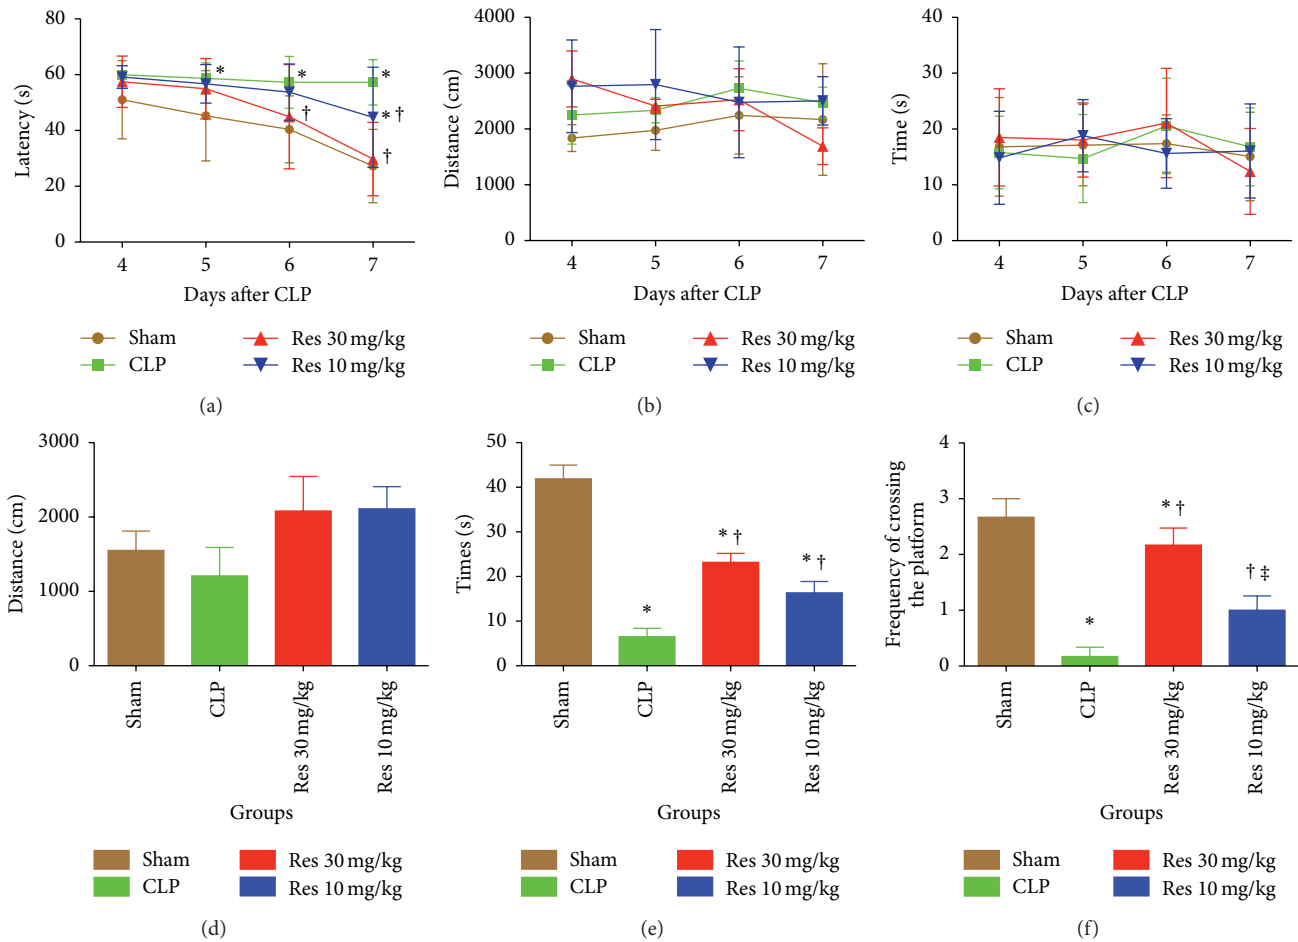 80
60
40
20
0
Latency (s)
*
*
*
* †
†
†
4 5 6 7
Days after CLP
Sham
CLP
Res 30 mg/kg
Res 10 mg/kg
(a)
4000
3000
2000
1000
0
Distance (cm)
4 5 6 7
Days after CLP
Sham
CLP
Res 30 mg/kg
Res 10 mg/kg
(b)
40
30
20
10
0
Time (s)
4 5 6 7
Days after CLP
Sham
CLP
Res 30 mg/kg
Res 10 mg/kg
(c)
3000
2000
1000
0
Distance (cm)
Sham
CLP
Res 30 mg/kg
Res 10 mg/kg
Groups
Sham
CLP
Res 30 mg/kg
Res 10 mg/kg
(d)
50
40
30
20
10
0
Times (s)
*
* †
* †
Sham
CLP
Res 30 mg/kg
Res 10 mg/kg
Groups
Sham
CLP
Res 30 mg/kg
Res 10 mg/kg
(e)
4
3
2
1
0
Frequency of crossing
the platform
*
* †
† ‡
Sham
CLP
Res 30 mg/kg
Res 10 mg/kg
Groups
Sham
CLP
Res 30 mg/kg
Res 10 mg/kg
(f)